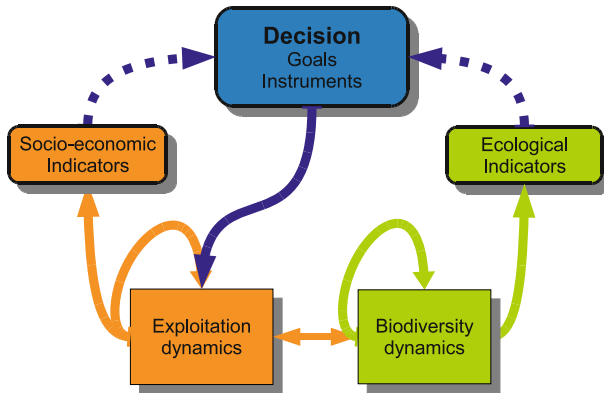 Decision
Goals
Instruments
Socio-economic
Indicators
Ecological
Indicators
Exploitation
dynamics
Biodiversity
dynamics